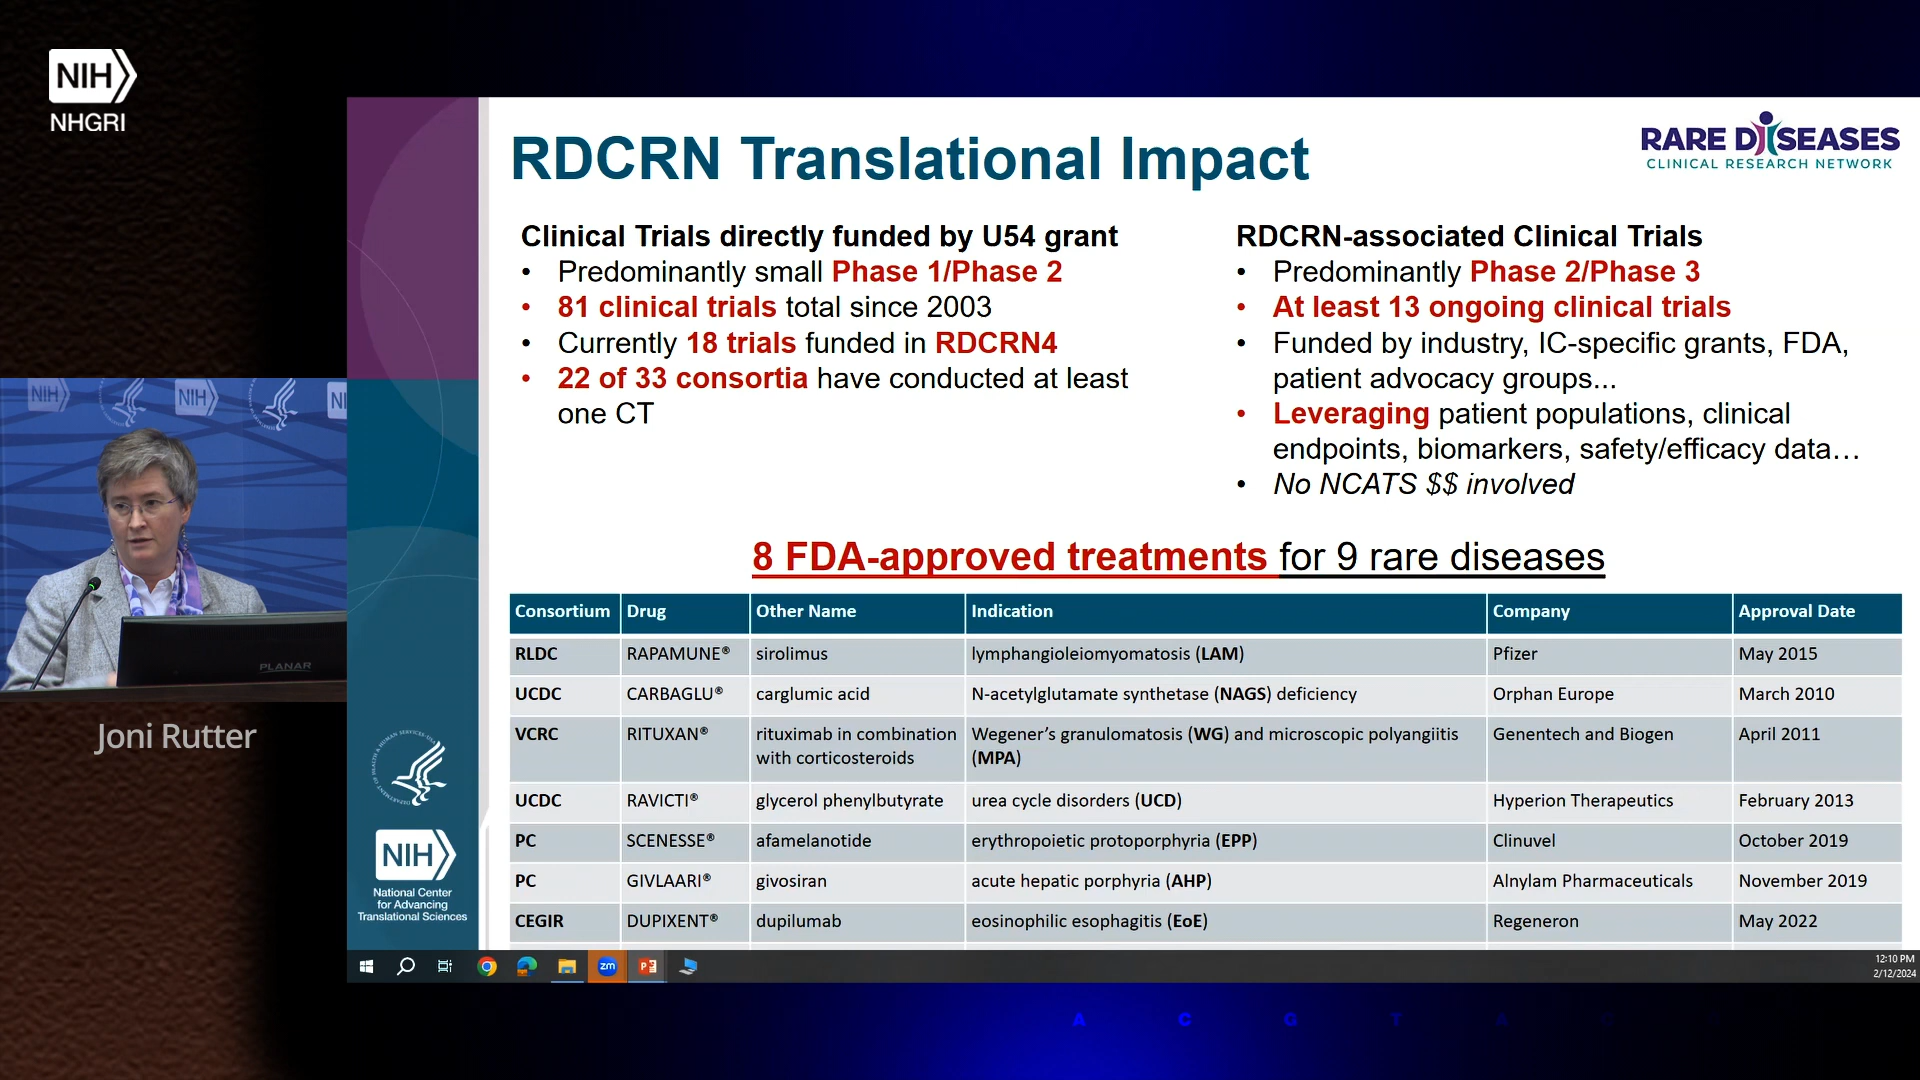 NIH
NHGRI
RDCRN Translational Impact
RARE DISEASES
CLINICAL RESEARCH NETWORK
Clinical Trials directly funded by U54 grant
• Predominantly small Phase 1/Phase 2
• 81 clinical trials total since 2003
• Currently 18 trials funded in RDCRN4
• 22 of 33 consortia have conducted at least
one CT
RDCRN-associated Clinical Trials
• Predominantly Phase 2/Phase 3
• At least 13 ongoing clinical trials
• Funded by industry, IC-specific grants, FDA,
patient advocacy groups...
• Leveraging patient populations, clinical
endpoints, biomarkers, safety/efficacy data…
• No NCATS $$ involved
8 FDA-approved treatments for 9 rare diseases
Consortium Drug Other Name Indication Company Approval Date
RLDC RAPAMUNE® sirolimus lymphangioleiomyomatosis (LAM) Pfizer May 2015
UCDC CARBAGLU® carglumic acid N-acetylglutamate synthetase (NAGS) deficiency Orphan Europe March 2010
VCRC RITUXAN® rituximab in combination Wegener's granulomatosis (WG) and microscopic polyangiitis Genentech and Biogen April 2011
with corticosteroids (MPA)
UCDC RAVICTI® glycerol phenylbutyrate urea cycle disorders (UCD) Hyperion Therapeutics February 2013
PC SCENESSE® afamelanotide erythropoietic protoporphyria (EPP) Clinuvel October 2019
PC GIVLAARI® givosiran acute hepatic porphyria (AHP) Alnylam Pharmaceuticals November 2019
CEGIR DUPIXENT® dupilumab eosinophilic esophagitis (EoE) Regeneron May 2022
NIH
NIH
PLANAR
Joni Rutter
NIH
National Center
for Advancing
Translational Sciences
zm
12:10 PM
2/12/2024
A C G T A